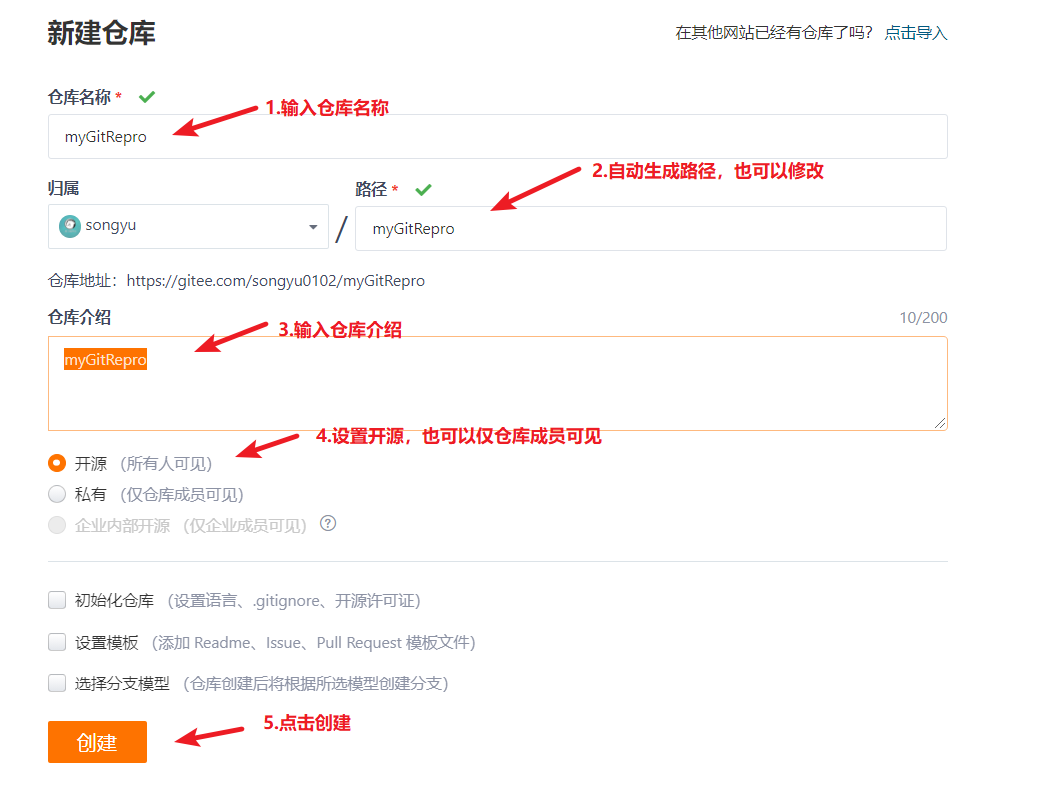 新建仓库
在其他网站已经有仓库了吗? 点击导入
仓库名称 *
1.输入仓库名称
myGitRepro
2.自动生成路径，也可以修改
归属
路径 *
songyu
/
myGitRepro
仓库地址：https://gitee.com/songyu0102/myGitRepro
仓库介绍
10/200
3.输入仓库介绍
myGitRepro
4.设置开源，也可以仅仓库成员可见
开源 （所有人可见）
私有 （仅仓库成员可见）
企业内部开源 （仅企业成员可见） ?
初始化仓库 （设置语言、.gitignore、开源许可证）
设置模板 （添加 Readme、Issue、Pull Request 模板文件）
选择分支模型 （仓库创建后将根据所选模型创建分支）
5.点击创建
创建